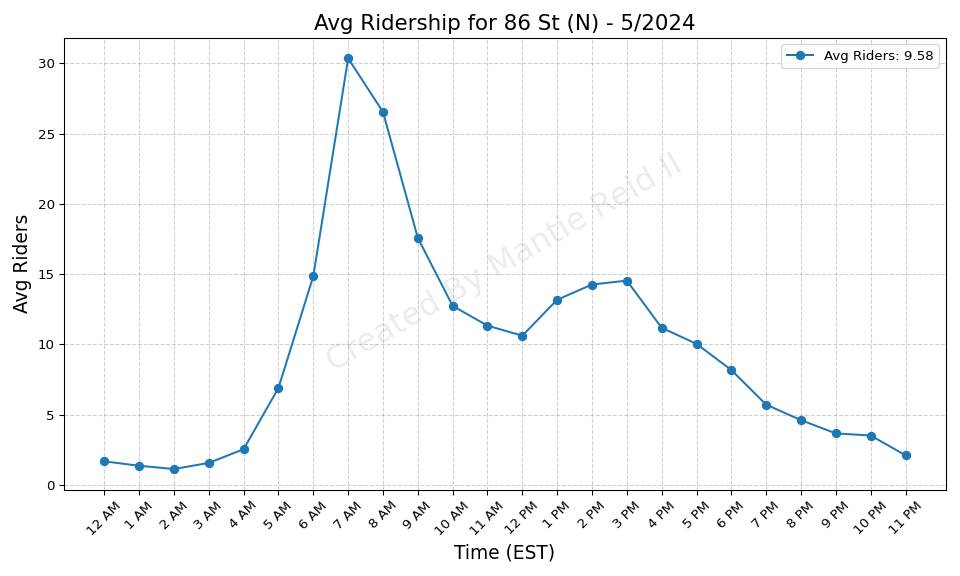 Avg Ridership for 86 St (N) - 5/2024
Avg Riders: 9.58
Avg Riders
30
25
20
15
10
5
0
Created By Mantie Reid II
12 AM
1 AM
2 AM
3 AM
4 AM
5 AM
6 AM
7 AM
8 AM
9 AM
10 AM
11 AM
12 PM
1 PM
2 PM
3 PM
4 PM
5 PM
6 PM
7 PM
8 PM
9 PM
10 PM
11 PM
Time (EST)